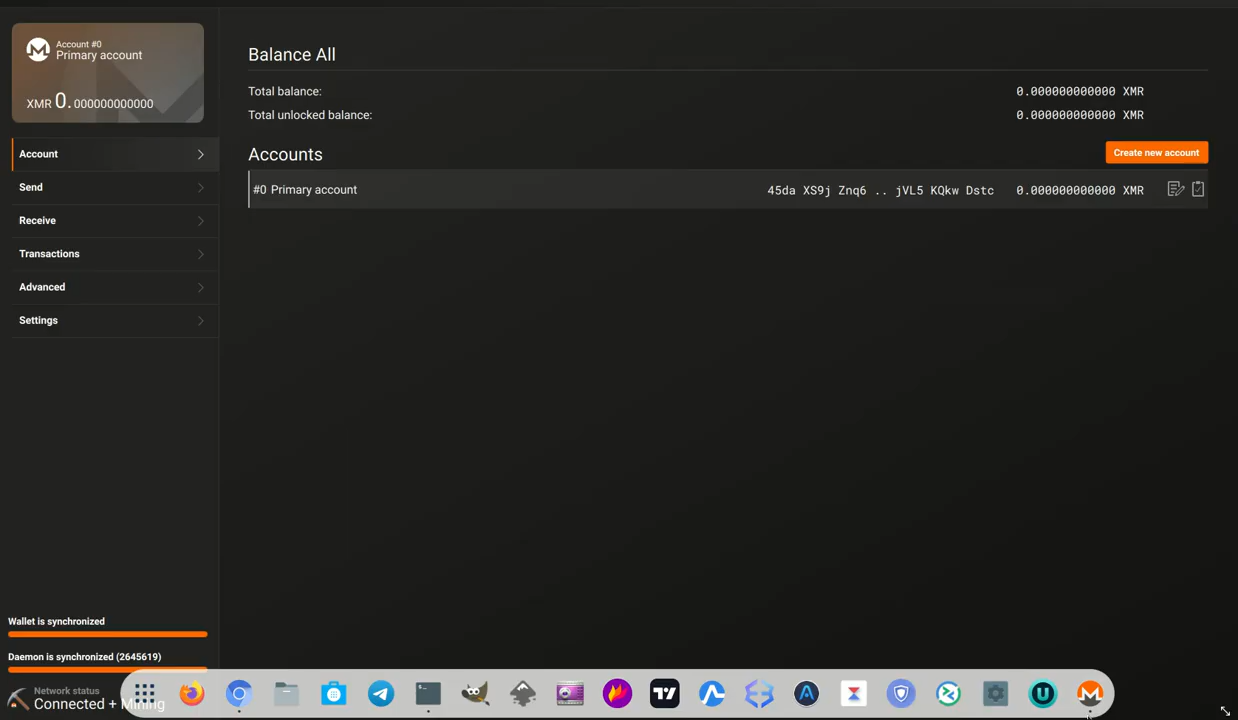 Account #0
Primary account
XMR 0.000000000000
Account
Send
Receive
Transactions
Advanced
Settings
Wallet is synchronized
Daemon is synchronized (2645619)
Network status
Connected + Mining
Balance All
Total balance: 0.000000000000 XMR
Total unlocked balance: 0.000000000000 XMR
Accounts Create new account
#0 Primary account 45da XS9j Znq6 .. jVL5 KQkw Dstc 0.000000000000 XMR